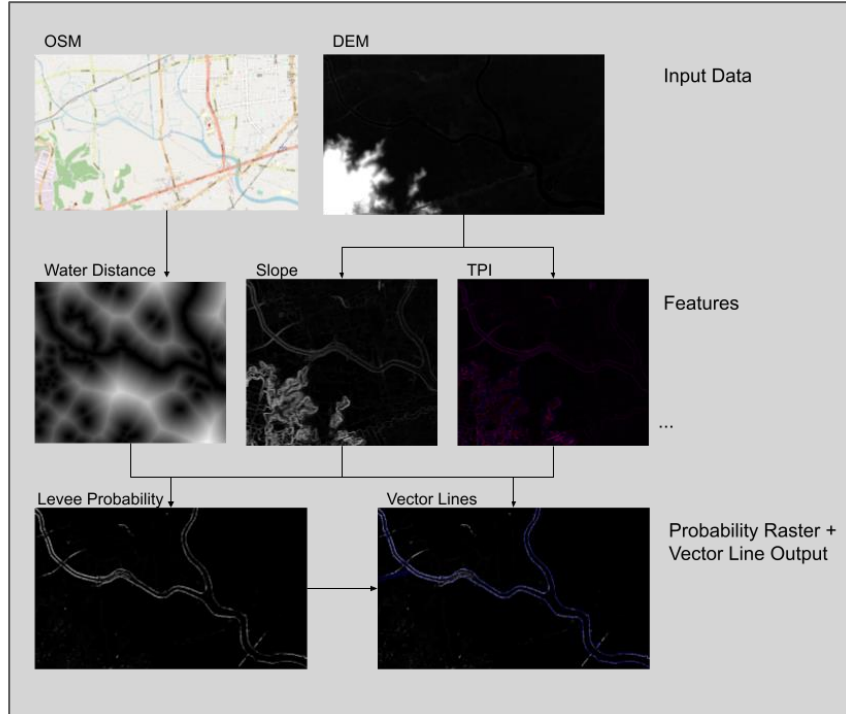 OSM
DEM
Input Data
Water Distance
Slope
TPI
Features
...
Levee Probability
Vector Lines
Probability Raster +
Vector Line Output